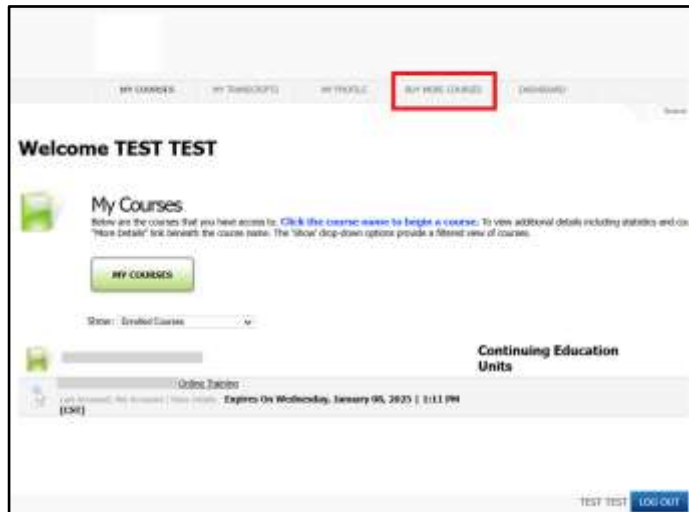 MY COURSES MY TRANSCRIPTS MY PROFILE BUY MORE COURSES DASHBOARD
Welcome TEST TEST
My Courses
Below are the courses that you have access to. Click the course name to begin a course. To view additional details including statistics and
"More Details" link beneath the course name. The 'show' drop-down options provide a filtered view of courses.
MY COURSES
Show: Enrolled Courses
Continuing Education
Units
Online Training
Expires On Wednesday, January 08, 2025 | 1:11 PM
(CST)
TEST TEST LOG OUT